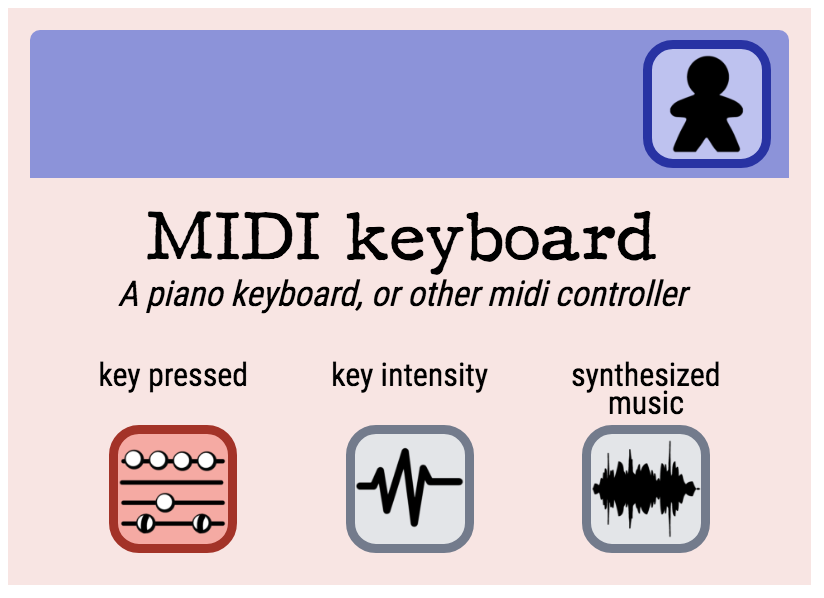 MIDI keyboard
A piano keyboard, or other midi controller
key pressed
key intensity
synthesized
music